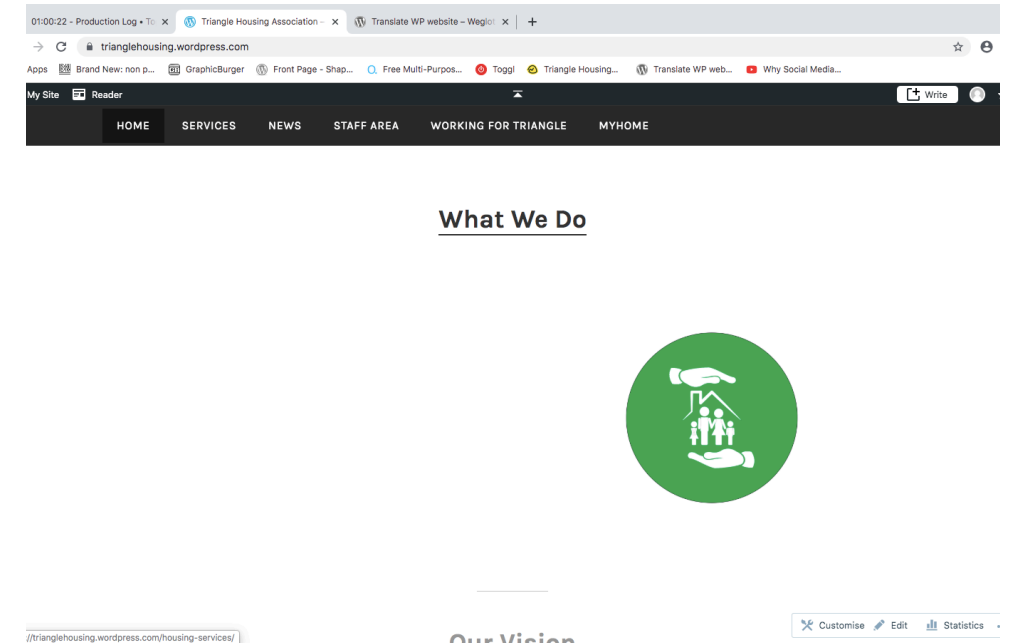 01:00:22 - Production Log • To
Triangle Housing Association –
Translate WP website – Weglot
trianglehousing.wordpress.com
Apps
Brand New: non p...
GraphicBurger
Front Page - Shap...
Free Multi-Purpos...
Toggl
Triangle Housing...
Translate WP web...
Why Social Media...
My Site
Reader
Write
HOME
SERVICES
NEWS
STAFF AREA
WORKING FOR TRIANGLE
MYHOME
What We Do
Our Vision
Customise
Edit
Statistics
//trianglehousing.wordpress.com/housing-services/